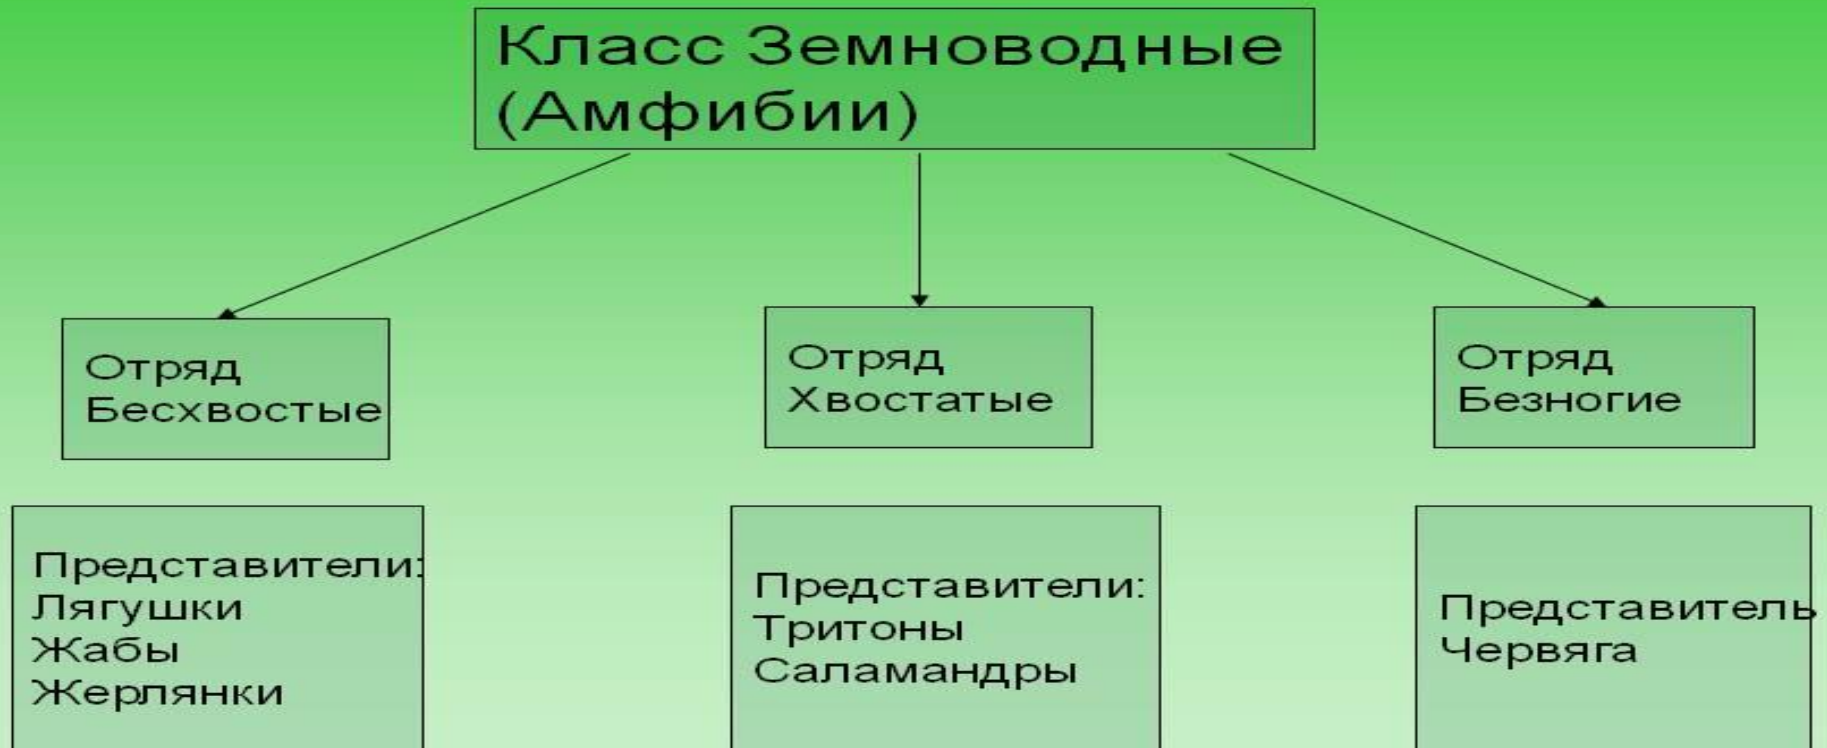 Класс Земноводные
(Амфибии)
Отряд
Бесхвостые
Отряд
Хвостатые
Отряд
Безногие
Представители:
Лягушки
Жабы
Жерлянки
Представители:
Тритоны
Саламандры
Представитель
Червяга